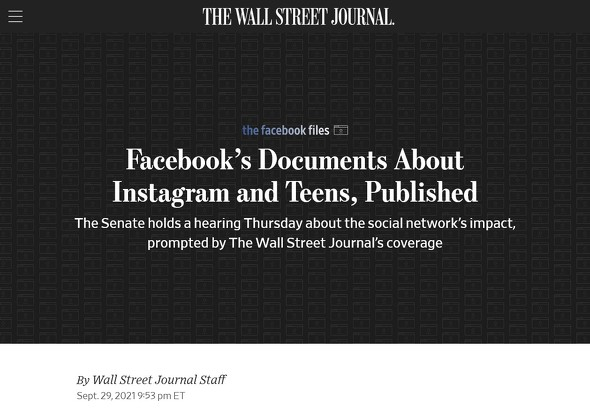 THE WALL STREET JOURNAL.
the facebook files
Facebook’s Documents About
Instagram and Teens, Published
The Senate holds a hearing Thursday about the social network’s impact,
prompted by The Wall Street Journal’s coverage
By Wall Street Journal Staff
Sept. 29, 2021 9:53 pm ET